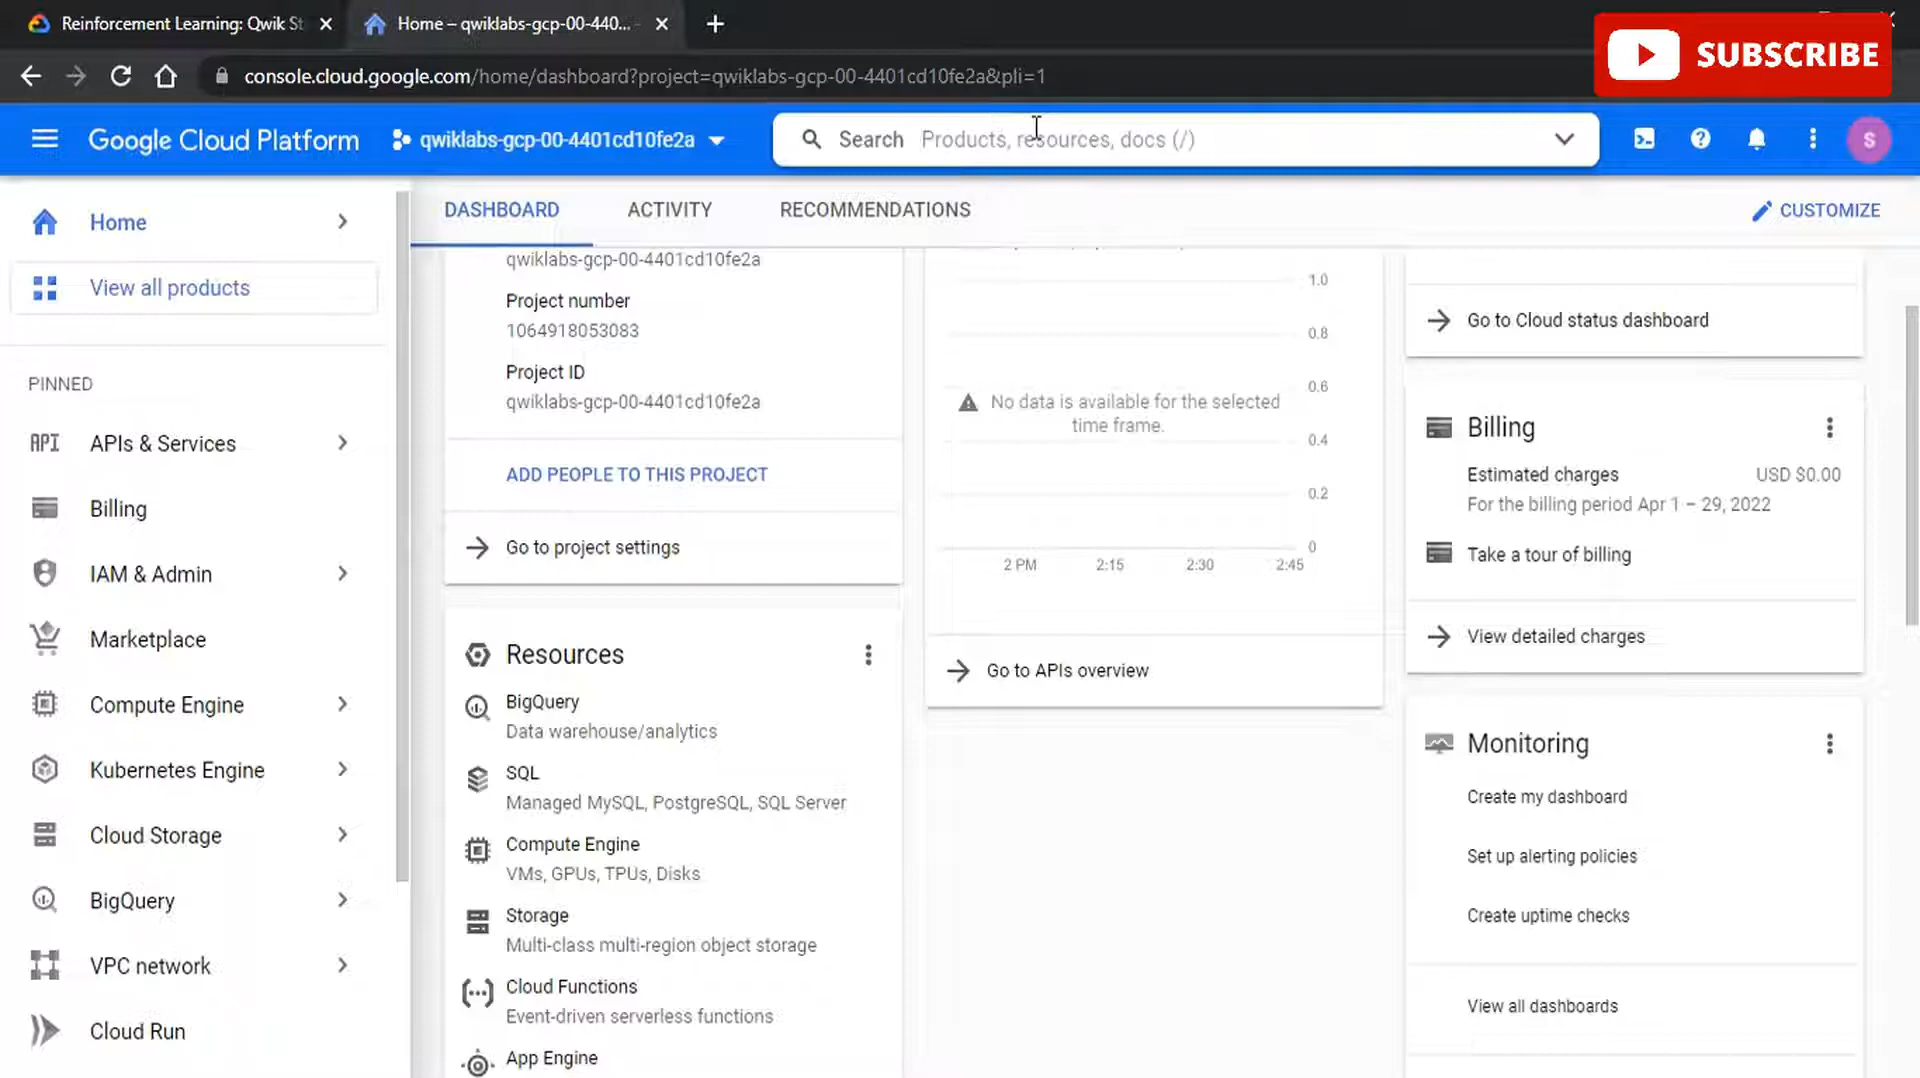 Reinforcement Learning: Qwik St
Home – qwiklabs-gcp-00-440...
console.cloud.google.com/home/dashboard?project=qwiklabs-gcp-00-4401cd10fe2a&pli=1
SUBSCRIBE
Google Cloud Platform
qwiklabs-gcp-00-4401cd10fe2a
Search Products, resources, docs (/)
S
Home
View all products
PINNED
APIs & Services
Billing
IAM & Admin
Marketplace
Compute Engine
Kubernetes Engine
Cloud Storage
BigQuery
VPC network
Cloud Run
DASHBOARD
ACTIVITY
RECOMMENDATIONS
CUSTOMIZE
qwiklabs-gcp-00-4401cd10fe2a
Project number
1064918053083
Project ID
qwiklabs-gcp-00-4401cd10fe2a
ADD PEOPLE TO THIS PROJECT
Go to project settings
Resources
BigQuery
Data warehouse/analytics
SQL
Managed MySQL, PostgreSQL, SQL Server
Compute Engine
VMs, GPUs, TPUs, Disks
Storage
Multi-class multi-region object storage
Cloud Functions
Event-driven serverless functions
App Engine
1.0
0.8
0.6
No data is available for the selected
time frame.
0.4
0.2
0
2 PM 2:15 2:30 2:45
Go to APIs overview
Go to Cloud status dashboard
Billing
Estimated charges USD $0.00
For the billing period Apr 1 – 29, 2022
Take a tour of billing
View detailed charges
Monitoring
Create my dashboard
Set up alerting policies
Create uptime checks
View all dashboards